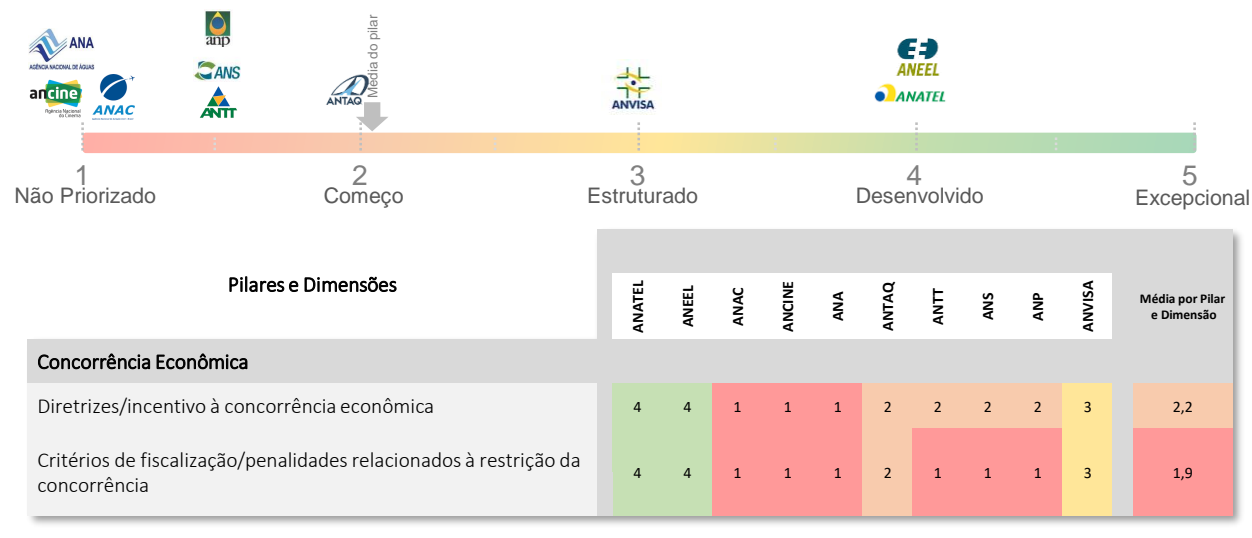 ANA
AGÊNCIA NACIONAL DE ÁGUAS
ancine
Agência Nacional
do Cinema
ANAC
anp
ANS
ANTT
ANTAQ
Média do pilar
ANVISA
ANEEL
ANATEL
1
Não Priorizado
2
Começo
3
Estruturado
4
Desenvolvido
5
Excepcional
Pilares e Dimensões
ANATEL
ANEEL
ANAC
ANCINE
ANA
ANTAQ
ANTT
ANS
ANP
ANVISA
Média por Pilar
e Dimensão
Concorrência Econômica
Diretrizes/incentivo à concorrência econômica
4 4 1 1 1 2 2 2 2 3 2,2
Critérios de fiscalização/penalidades relacionados à restrição da
concorrência
4 4 1 1 1 2 1 1 1 3 1,9